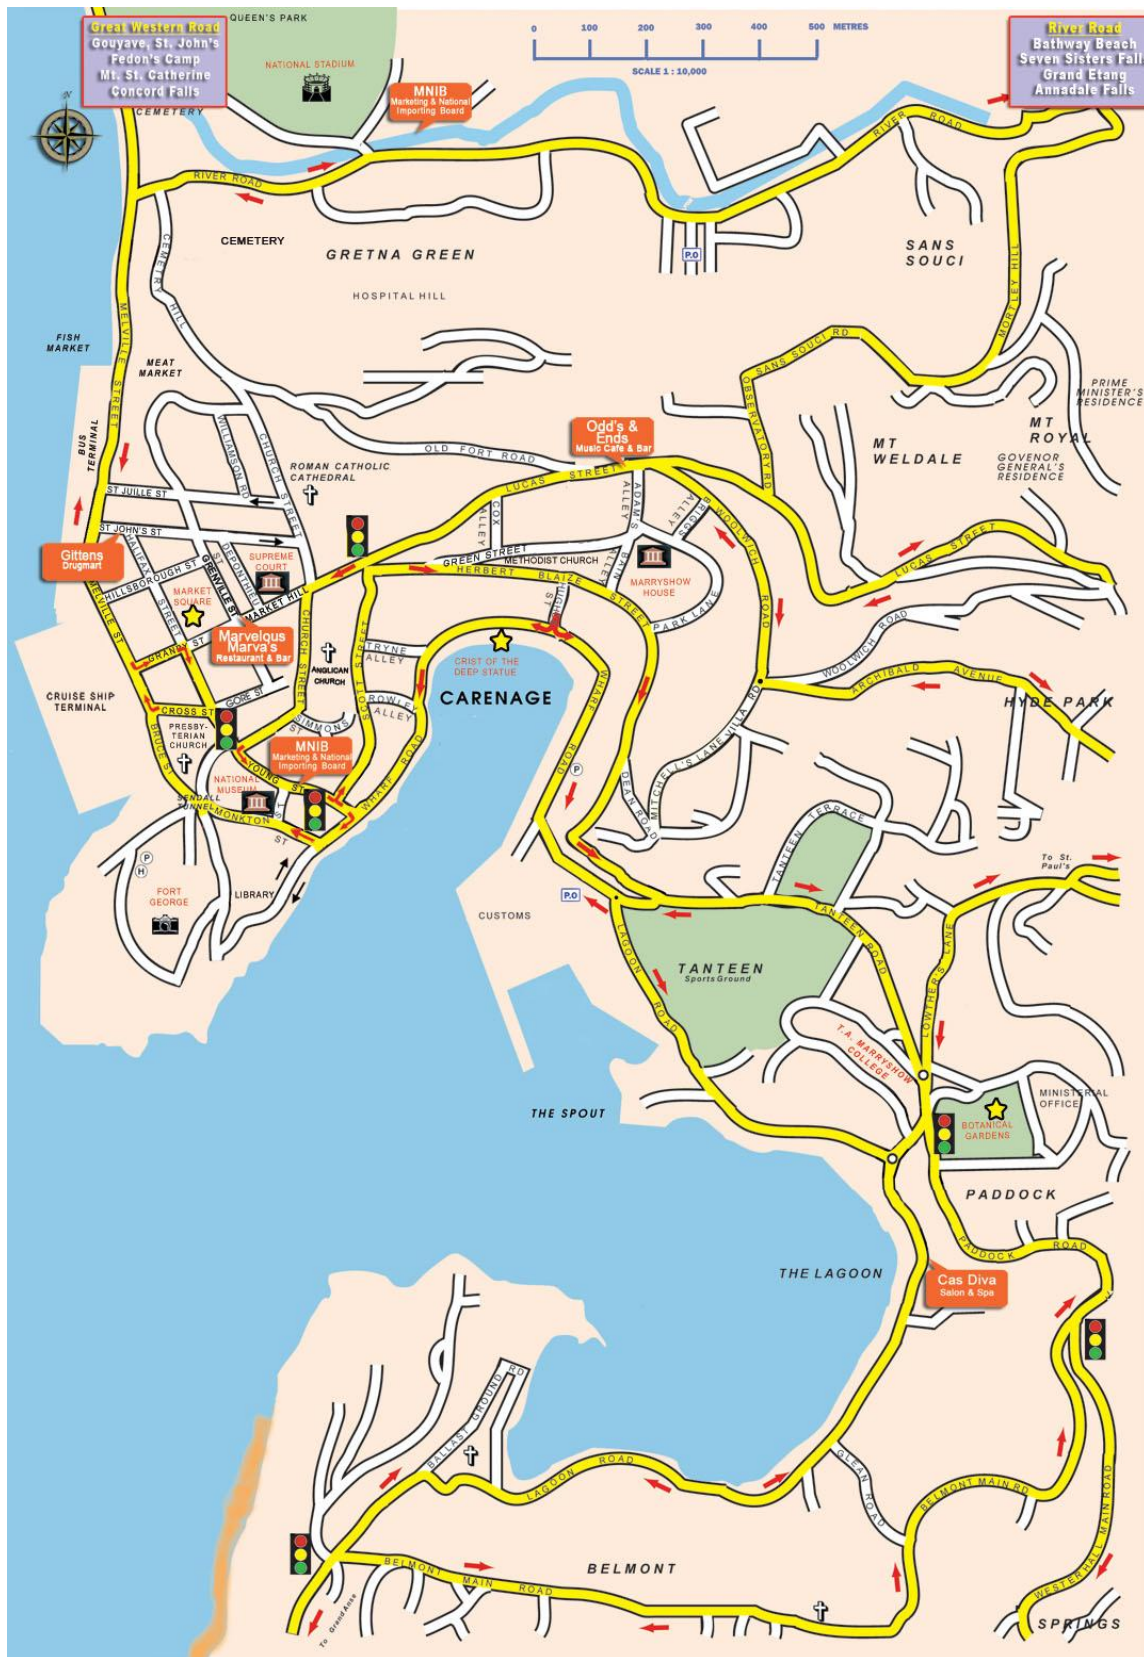 Great Western Road
Gouyave, St. John's
Fedon's Camp
Mt. St. Catherine
Concord Falls
QUEEN'S PARK
NATIONAL STADIUM
CEMETERY
N
MNIB
Marketing & National
Importing Board
0 100 200 300 400 500 METRES
SCALE 1 : 10,000
River Road
Bathway Beach
Seven Sisters Fall
Grand Etang
Annadale Falls
RIVER ROAD
RIVER ROAD
CEMETERY
CEMETRY HILL
GRETNA GREEN
HOSPITAL HILL
P.O
SANS
SOUCI
MORTLEY HILL
FISH
MARKET
MELVILLE STREET
MEAT
MARKET
BUS
TERMINAL
SANS SOUCI RD
OBSERVATORY RD
PRIME
MINISTER'S
RESIDENCE
MT
ROYAL
MT
WELDALE
GOVENOR
GENERAL'S
RESIDENCE
Odd's &
Ends
Music Cafe & Bar
OLD FORT ROAD
LUCAS STREET
WILLIAMSON RD
CHURCH STREET
ROMAN CATHOLIC
CATHEDRAL
ST JUILLE ST
ST JOHN'S ST
Gittens
Drugmart
HALIFAX STREET
HILLSBOROUGH ST
GRENVILLE ST
DEPONTHIEU ST
SUPREME
COURT
MARKET HILL
MARKET
SQUARE
MELVILLE ST
GRANBY ST
Marvelous
Marva's
Restaurant & Bar
COX ALLEY
GREEN STREET
METHODIST CHURCH
HERBERT BLAIZE STREET
ADAM'S ALLEY
BAIN ALLEY
BRIGGS ALLEY
MARRYSHOW
HOUSE
PARK LANE
WOOLWICH ROAD
LUCAS STREET
WOOLWICH ROAD
ARCHIBALD AVENUE
HYDE PARK
HUGHES ST
CHURCH STREET
ANGLICAN
CHURCH
SCOTT STREET
TRYNE
ALLEY
ROWLEY
ALLEY
CRIST OF THE
DEEP STATUE
CARENAGE
WHARF ROAD
WHARF ROAD
CRUISE SHIP
TERMINAL
GORE ST
CROSS ST
BRUCE ST
PRESBY-
TERIAN
CHURCH
SIMMONS ST
MNIB
Marketing & National
Importing Board
YOUNG ST
NATIONAL
MUSEUM
SENDALL
TUNNEL
MONKTON ST
ST
P
H
FORT
GEORGE
LIBRARY
P
DEAN ROAD
MITCHELL'S LANE
VILLA RD
TANTEEN TERRACE
P.O
CUSTOMS
TANTEEN
Sports Ground
TANTEEN ROAD
LAGOON ROAD
LOWTHER'S LANE
To St.
Paul's
T.A. MARRYSHOW
COLLEGE
MINISTERIAL
OFFICE
BOTANICAL
GARDENS
THE SPOUT
PADDOCK
PADDOCK ROAD
THE LAGOON
Cas Diva
Salon & Spa
BALLAST GROUND RD
LAGOON ROAD
GLEAN ROAD
BELMONT MAIN RD
WESTERHALL MAIN ROAD
BELMONT
BELMONT MAIN ROAD
To Grand Anse
SPRINGS